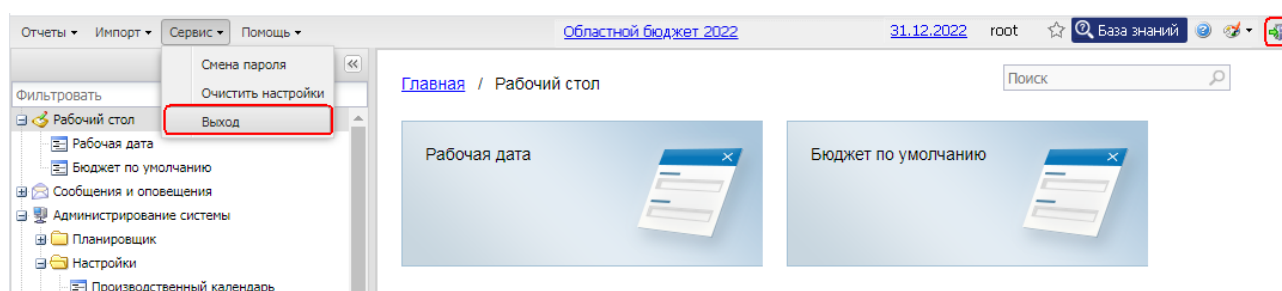 Отчеты Импорт Сервис Помощь Областной бюджет 2022 31.12.2022 root База знаний
Смена пароля
Очистить настройки
Выход
Фильтровать
Рабочий стол
Рабочая дата
Бюджет по умолчанию
Сообщения и оповещения
Администрирование системы
Планировщик
Настройки
Производственный календарь
Главная / Рабочий стол
Поиск
Рабочая дата
Бюджет по умолчанию